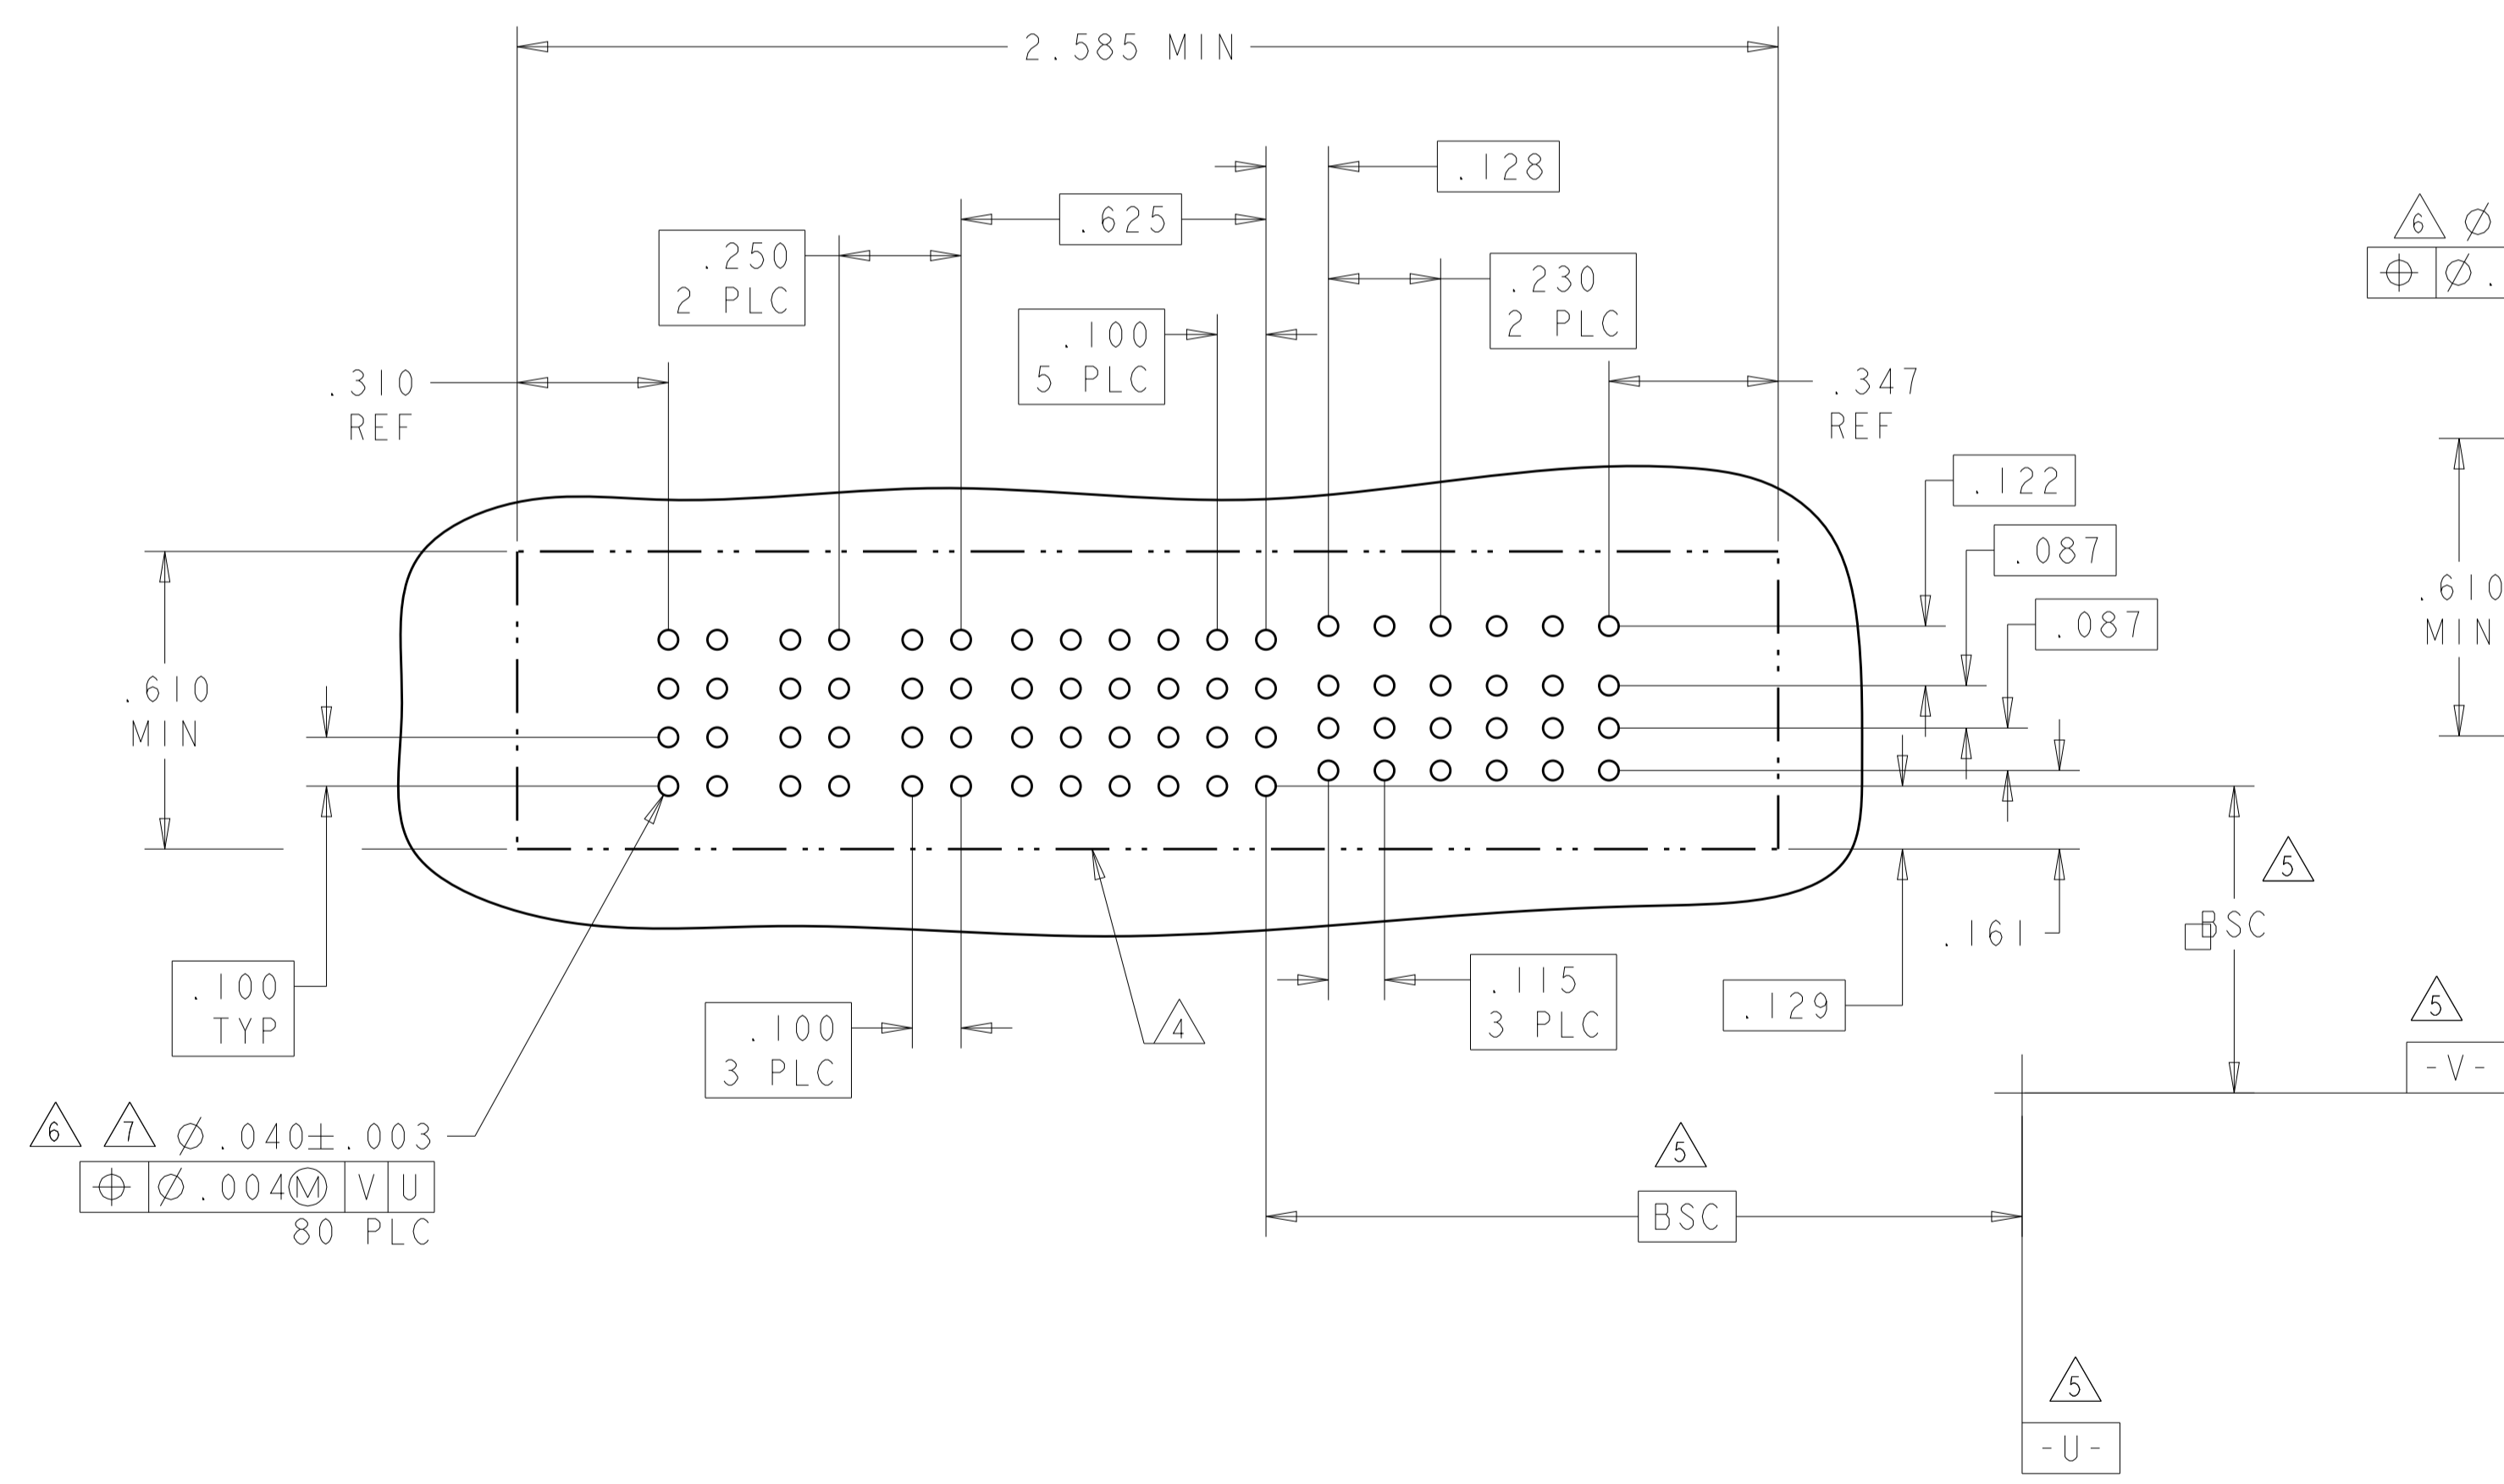 2.585 MIN
.128
.625
6 ⌀
.250
2 PLC
.230
2 PLC
⌖ ⌀.
.100
5 PLC
.310
REF
.347
REF
.122
.087
.087
.610
MIN
.610
MIN
5
BSC
.161
.100
TYP
.115
3 PLC
.129
.100
3 PLC
4
5
-V-
6 7 ⌀.040±.003
⌖ ⌀.004Ⓜ V U
80 PLC
5
BSC
5
-U-